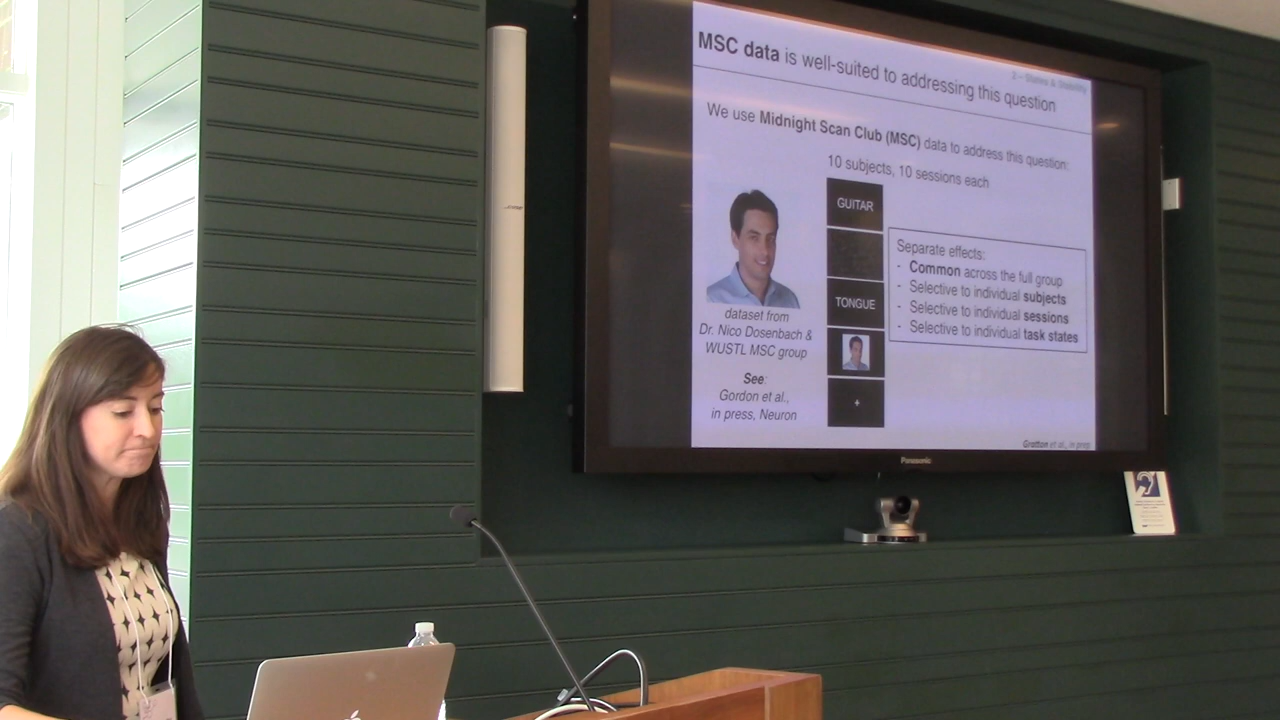 2 – States & Stability
MSC data is well-suited to addressing this question
We use Midnight Scan Club (MSC) data to address this question:
10 subjects, 10 sessions each
GUITAR
TONGUE
+
dataset from
Dr. Nico Dosenbach &
WUSTL MSC group
See:
Gordon et al.,
in press, Neuron
Separate effects:
- Common across the full group
- Selective to individual subjects
- Selective to individual sessions
- Selective to individual task states
Gratton et al., in prep
Panasonic